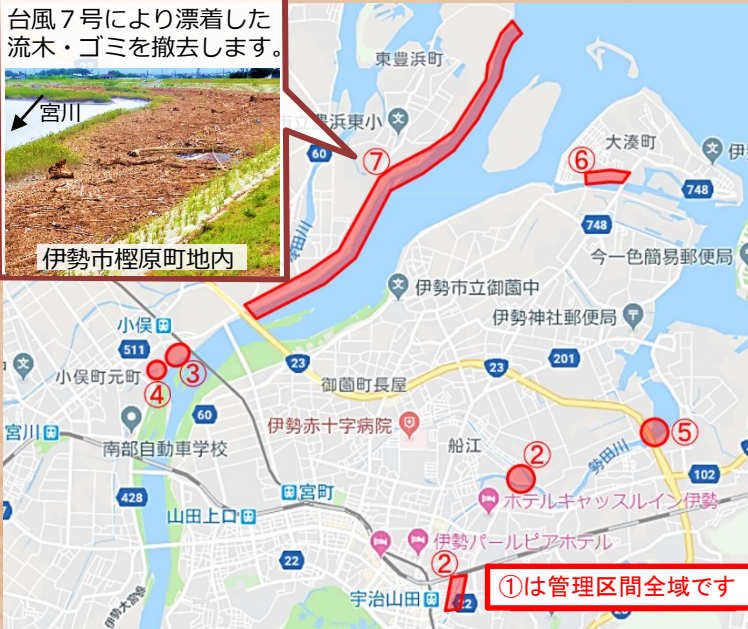 台風７号により漂着した
流木・ゴミを撤去します。
宮川
伊勢市樫原町地内
東豊浜町
市立豊浜東小
60
⑦
大湊町
⑥
748
748
今一色簡易郵便局
伊勢市立御薗中
伊勢神社郵便局
小俣
511
③
小俣町元町
④
23
23
201
御薗町長屋
60
宮川
南部自動車学校
伊勢赤十字病院
船江
②
勢田川
⑤
102
428
宮町
山田上口
ホテルキャッスルイン伊勢
伊勢パールピアホテル
22
②
宇治山田
22
①は管理区間全域です